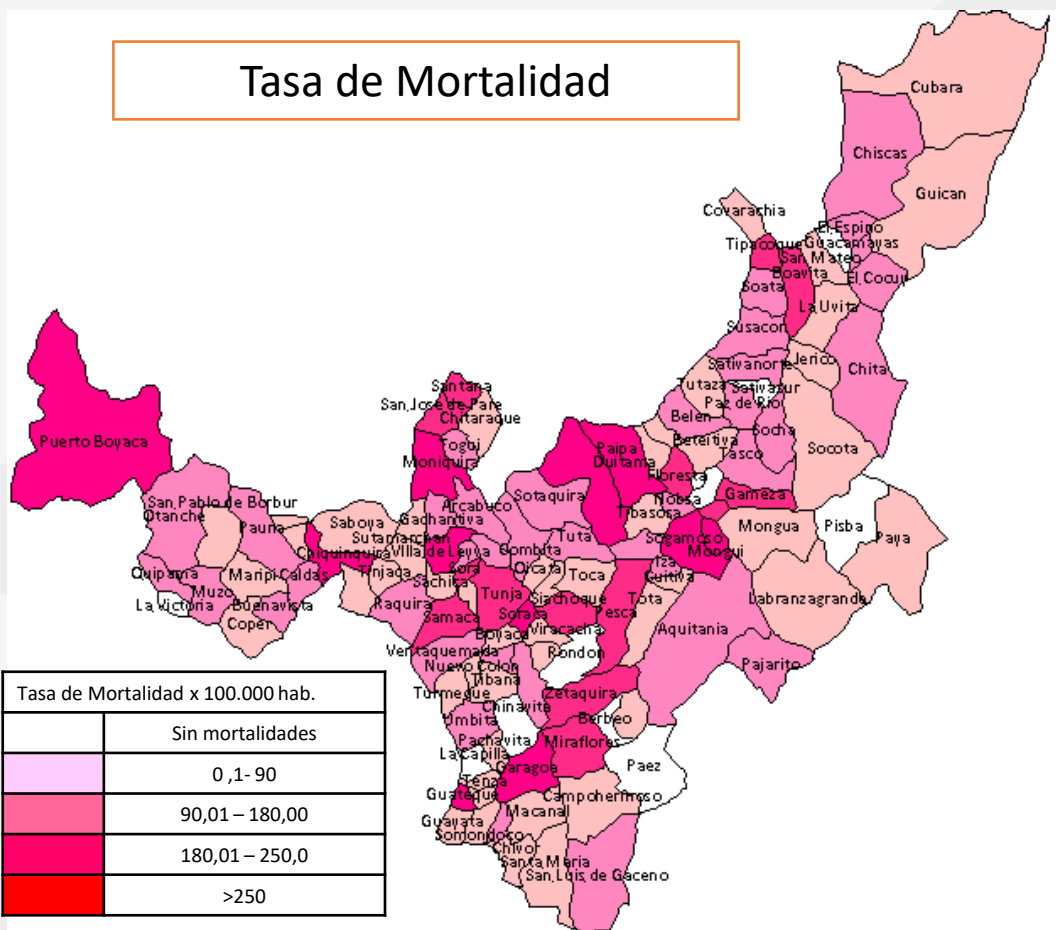 Tasa de Mortalidad
Cubara
Chiscas
Guican
Covarachia
El Espino
Tipacoque
Guacamayas
San Mateo
Boavita
Soata
El Cocuy
La Uvita
Susacon
Jerico
Sativanorte
Chita
Tutaza
Sativasur
Santana
San Jose de Pare
Paz de Rio
Chitaraque
Belen
Socha
Puerto Boyaca
Togui
Paipa
Beteitiva
Socota
Moniquira
Duitama
Tasco
Floresta
San Pablo de Borbur
Sotaquira
Nobsa
Gameza
Otanche
Arcabuco
Tibasosa
Pauna
Saboya
Gachantiva
Mongua
Pisba
Sutamarchan
Tuta
Sogamoso
Paya
Chiquinquira
Villa de Leyva
Combita
Mongui
Sora
Oicata
Iza
Quipama
Maripi
Caldas
Tinjaca
Sachica
Toca
Cuitiva
Muzo
Tunja
Siachoque
Tota
Labranzagrande
La Victoria
Buenavista
Raquira
Samaca
Soraca
Pesca
Coper
Viracacha
Aquitania
Boyaca
Ventaquemada
Rondon
Nuevo Colon
Pajarito
Tibana
Turmeque
Zetaquira
Chinavita
Umbita
Berbeo
Pachavita
Miraflores
La Capilla
Garagoa
Paez
Tenza
Guateque
Campohermoso
Guayata
Macanal
Somondoco
Chivor
Santa Maria
San Luis de Gaceno
Tasa de Mortalidad x 100.000 hab.
Sin mortalidades
0 ,1- 90
90,01 – 180,00
180,01 – 250,0
>250